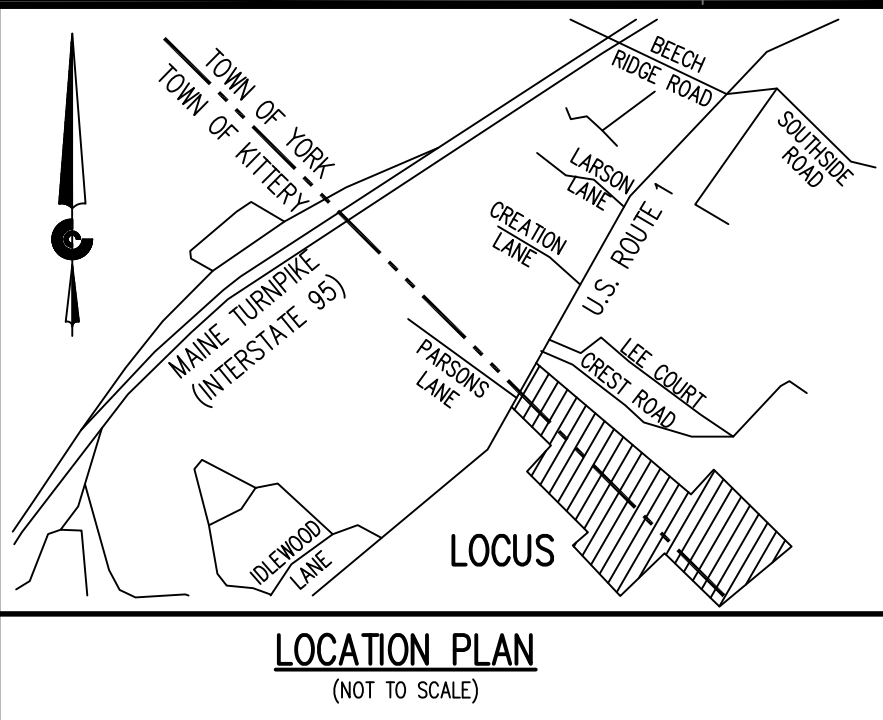 TOWN OF YORK
TOWN OF KITTERY
BEECH
RIDGE ROAD
SOUTHSIDE
ROAD
LARSON
LANE
CREATION
LANE
U.S. ROUTE 1
MAINE TURNPIKE
(INTERSTATE 95)
PARSONS
LANE
LEE COURT
CREST ROAD
IDLEWOOD
LANE
LOCUS
LOCATION PLAN
(NOT TO SCALE)